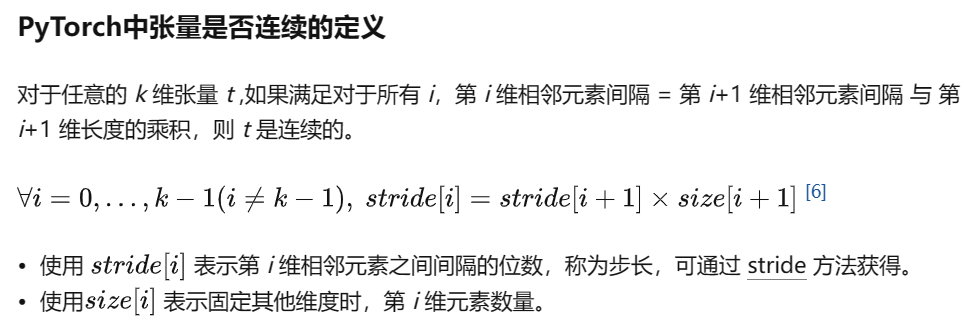 PyTorch中张量是否连续的定义
对于任意的 k 维张量 t ,如果满足对于所有 i，第 i 维相邻元素间隔 = 第 i+1 维相邻元素间隔 与 第
i+1 维长度的乘积，则 t 是连续的。
∀i = 0, . . . , k − 1(i ≠ k − 1), stride[i] = stride[i + 1] × size[i + 1] [6]
• 使用 stride[i] 表示第 i 维相邻元素之间间隔的位数，称为步长，可通过 stride 方法获得。
• 使用size[i] 表示固定其他维度时，第 i 维元素数量。